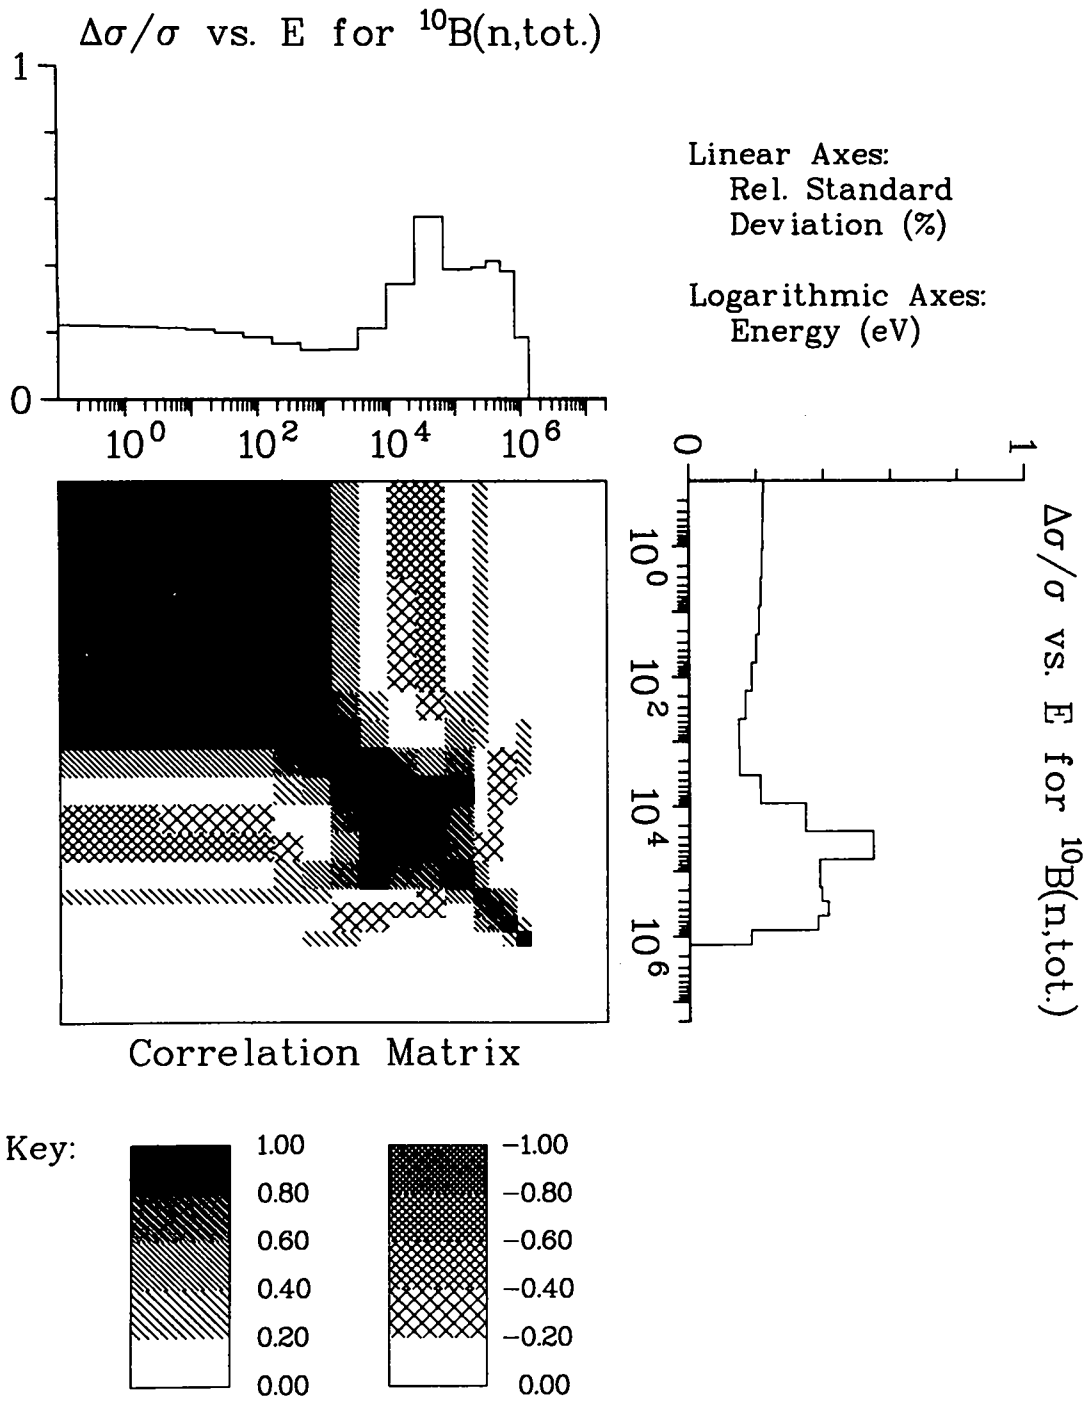 Δσ/σ vs. E for ¹⁰B(n,tot.)
1
0
10⁰ 10² 10⁴ 10⁶
Linear Axes:
Rel. Standard
Deviation (%)
Logarithmic Axes:
Energy (eV)
0 1
10⁰ 10² 10⁴ 10⁶
Δσ/σ vs. E for ¹⁰B(n,tot.)
Correlation Matrix
Key:
1.00 -1.00
0.80 -0.80
0.60 -0.60
0.40 -0.40
0.20 -0.20
0.00 0.00